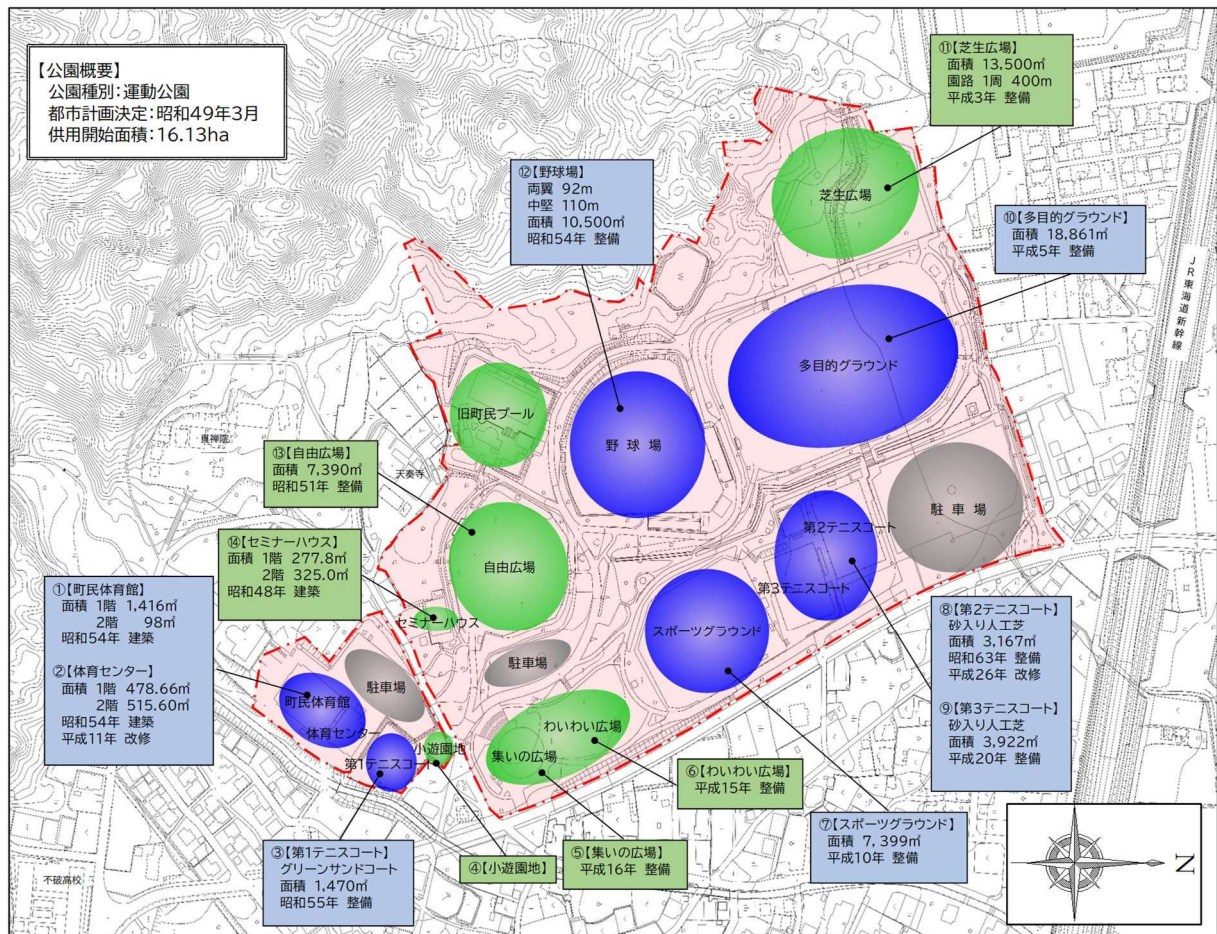 【公園概要】
公園種別:運動公園
都市計画決定:昭和49年3月
供用開始面積:16.13ha
⑪【芝生広場】
面積 13,500㎡
園路 1周 400m
平成3年 整備
⑫【野球場】
両翼 92m
中堅 110m
面積 10,500㎡
昭和54年 整備
⑩【多目的グラウンド】
面積 18,861㎡
平成5年 整備
芝生広場
JR東海道新幹線
多目的グラウンド
旧町民プール
野 球 場
真禅院
天奏寺
⑬【自由広場】
面積 7,390㎡
昭和51年 整備
駐 車 場
第2テニスコート
第3テニスコート
自由広場
⑭【セミナーハウス】
面積 1階 277.8㎡
2階 325.0㎡
昭和48年 建築
セミナーハウス
スポーツグラウンド
①【町民体育館】
面積 1階 1,416㎡
2階 98㎡
昭和54年 建築
②【体育センター】
面積 1階 478.66㎡
2階 515.60㎡
昭和54年 建築
平成11年 改修
⑧【第2テニスコート】
砂入り人工芝
面積 3,167㎡
昭和63年 整備
平成26年 改修
⑨【第3テニスコート】
砂入り人工芝
面積 3,922㎡
平成20年 整備
駐車場
駐車場
町民体育館
体育センター
わいわい広場
集いの広場
小遊園地
第1テニスコート
⑥【わいわい広場】
平成15年 整備
⑦【スポーツグラウンド】
面積 7,399㎡
平成10年 整備
③【第1テニスコート】
グリーンサンドコート
面積 1,470㎡
昭和55年 整備
④【小遊園地】
⑤【集いの広場】
平成16年 整備
不破高校
N